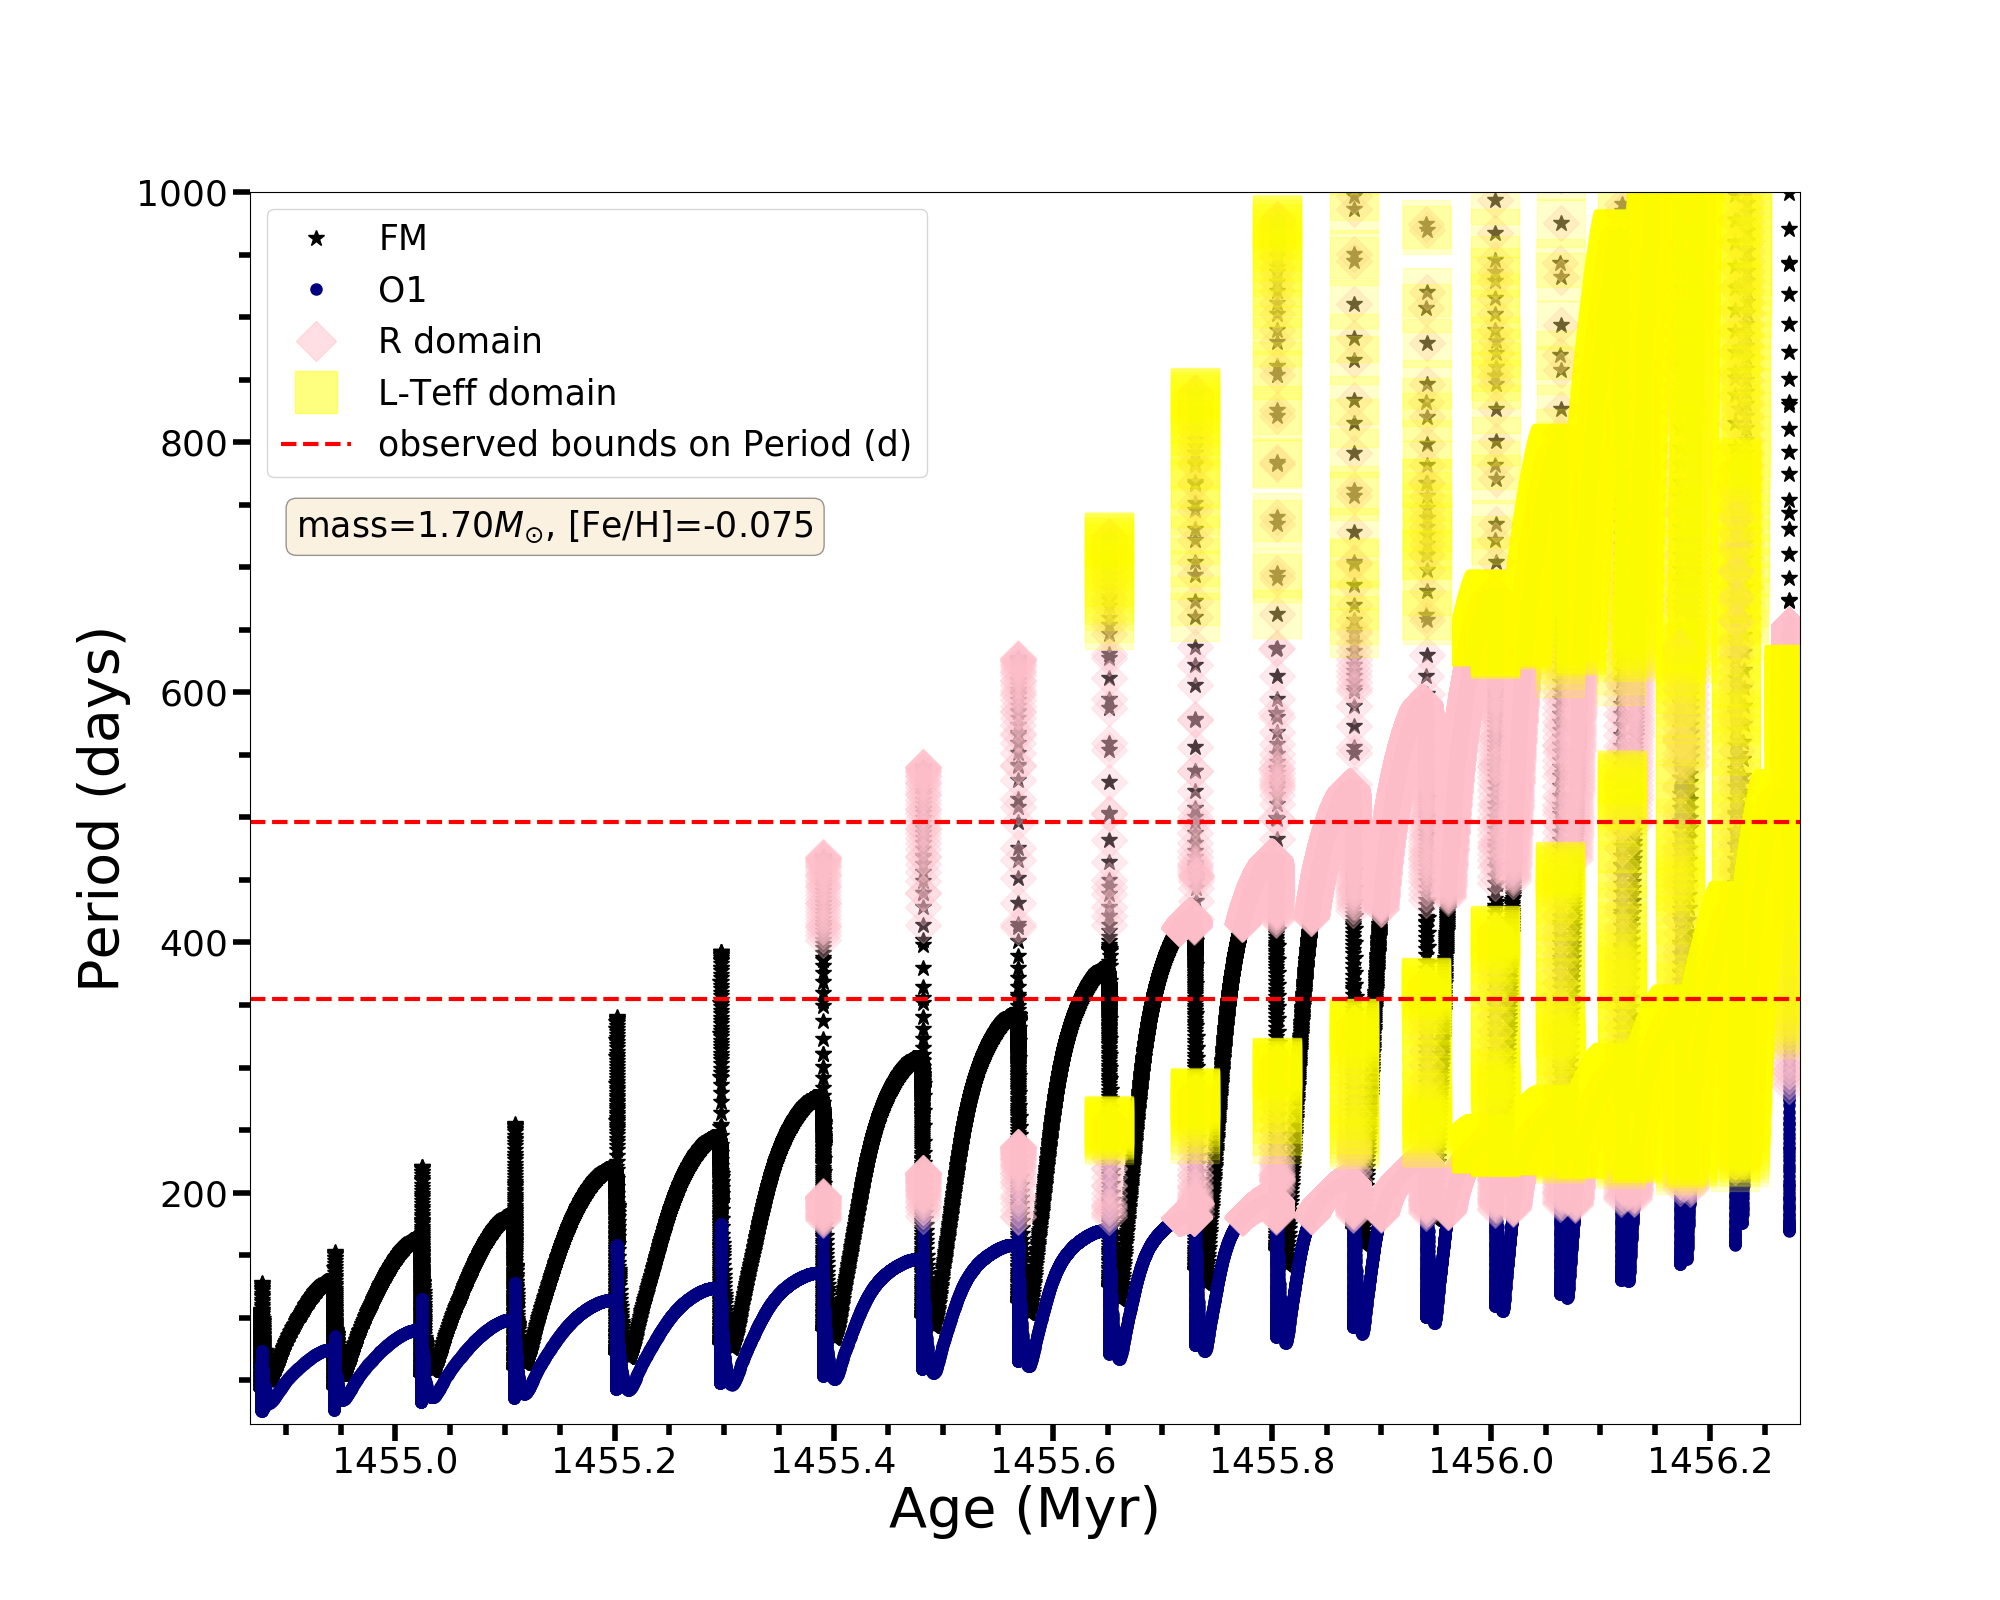 1000
800
600
400
200
Period (days)
FM
O1
R domain
L-Teff domain
observed bounds on Period (d)
mass=1.70M⊙, [Fe/H]=-0.075
1455.0 1455.2 1455.4 1455.6 1455.8 1456.0 1456.2
Age (Myr)